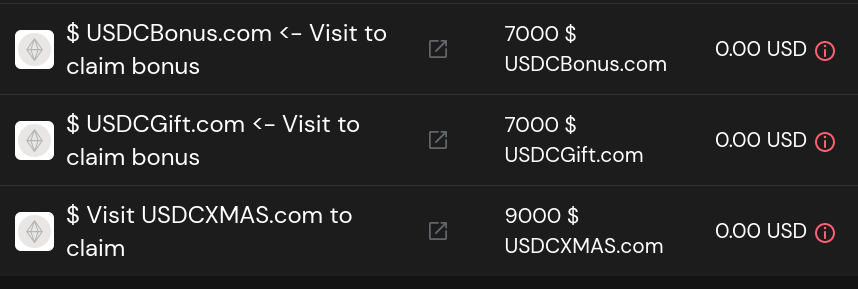 $ USDCBonus.com <- Visit to
claim bonus
7000 $
USDCBonus.com
0.00 USD
$ USDCGift.com <- Visit to
claim bonus
7000 $
USDCGift.com
0.00 USD
$ Visit USDCXMAS.com to
claim
9000 $
USDCXMAS.com
0.00 USD